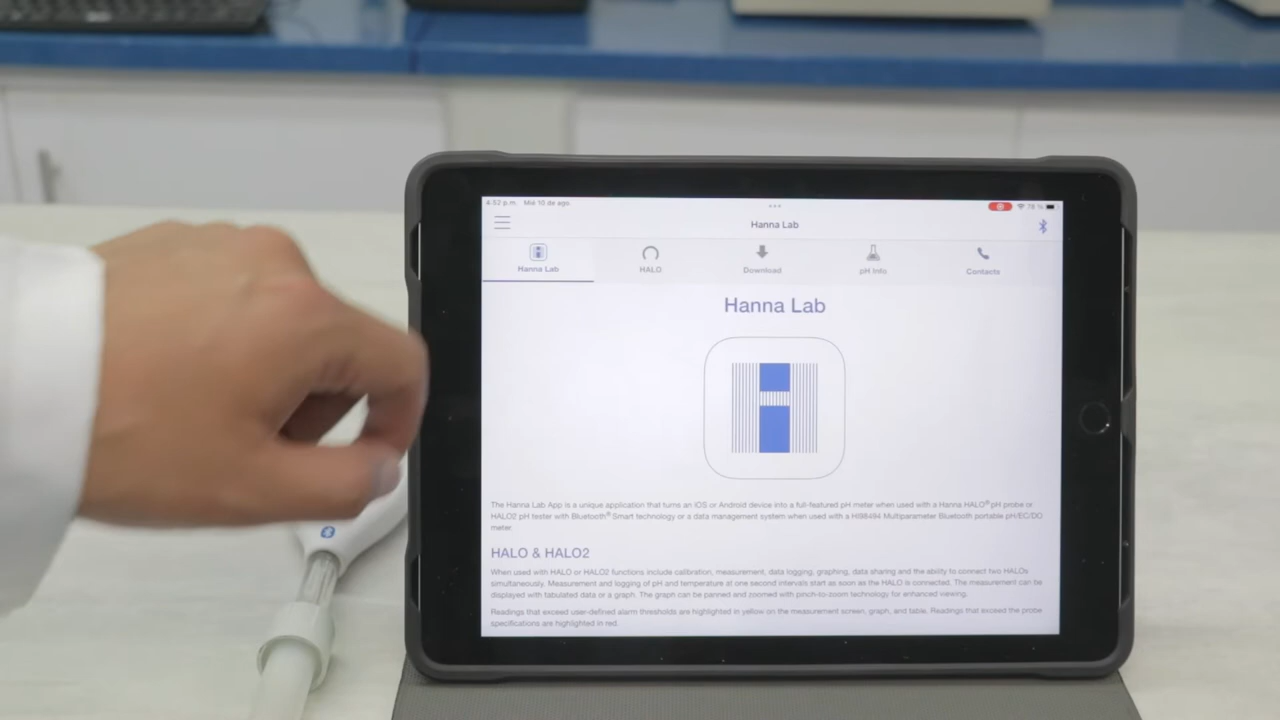 4:52 p.m. Mié 10 de ago.
78 %
Hanna Lab
Hanna Lab
HALO
Download
pH Info
Contacts
Hanna Lab
The Hanna Lab App is a unique application that turns an iOS or Android device into a full-featured pH meter when used with a Hanna HALO® pH probe or
HALO2 pH tester with Bluetooth® Smart technology or a data management system when used with a HI98494 Multiparameter Bluetooth portable pH/EC/DO
meter.
HALO & HALO2
When used with HALO or HALO2 functions include calibration, measurement, data logging, graphing, data sharing and the ability to connect two HALOs
simultaneously. Measurement and logging of pH and temperature at one second intervals start as soon as the HALO is connected. The measurement can be
displayed with tabulated data or a graph. The graph can be panned and zoomed with pinch-to-zoom technology for enhanced viewing.
Readings that exceed user-defined alarm thresholds are highlighted in yellow on the measurement screen, graph, and table. Readings that exceed the probe
specifications are highlighted in red.